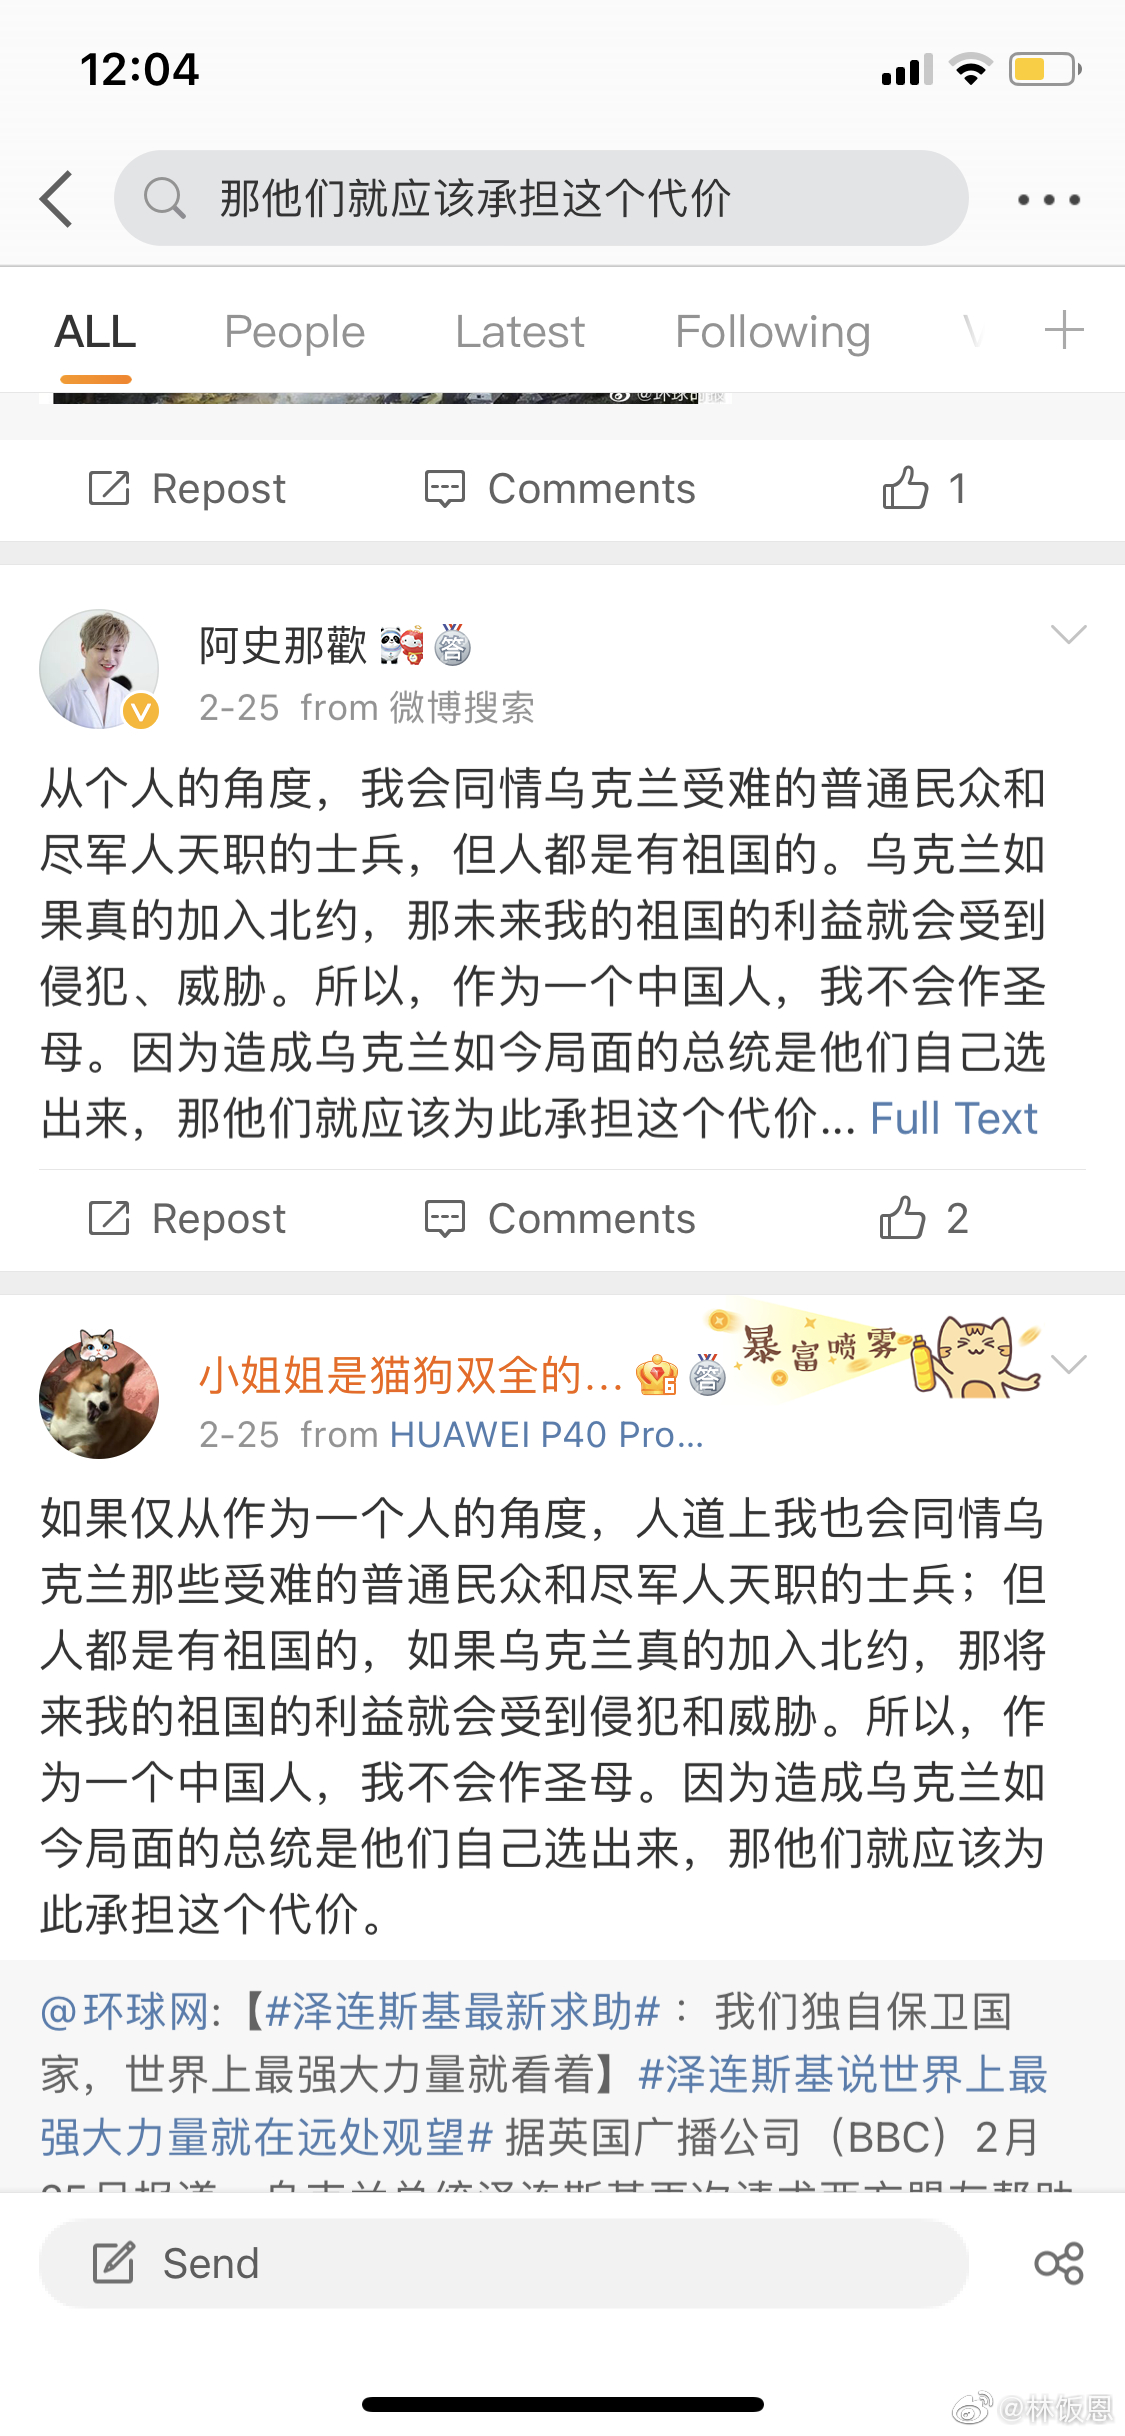 12:04
那他们就应该承担这个代价
ALL People Latest Following
Repost Comments 1
阿史那歡 答
2-25 from 微博搜索
从个人的角度，我会同情乌克兰受难的普通民众和
尽军人天职的士兵，但人都是有祖国的。乌克兰如
果真的加入北约，那未来我的祖国的利益就会受到
侵犯、威胁。所以，作为一个中国人，我不会作圣
母。因为造成乌克兰如今局面的总统是他们自己选
出来，那他们就应该为此承担这个代价... Full Text
Repost Comments 2
暴富喷雾
小姐姐是猫狗双全的... 答
2-25 from HUAWEI P40 Pro...
如果仅从作为一个人的角度，人道上我也会同情乌
克兰那些受难的普通民众和尽军人天职的士兵；但
人都是有祖国的，如果乌克兰真的加入北约，那将
来我的祖国的利益就会受到侵犯和威胁。所以，作
为一个中国人，我不会作圣母。因为造成乌克兰如
今局面的总统是他们自己选出来，那他们就应该为
此承担这个代价。
@环球网:【#泽连斯基最新求助# ：我们独自保卫国
家，世界上最强大力量就看着】#泽连斯基说世界上最
强大力量就在远处观望# 据英国广播公司（BBC）2月
Send
@林饭恩